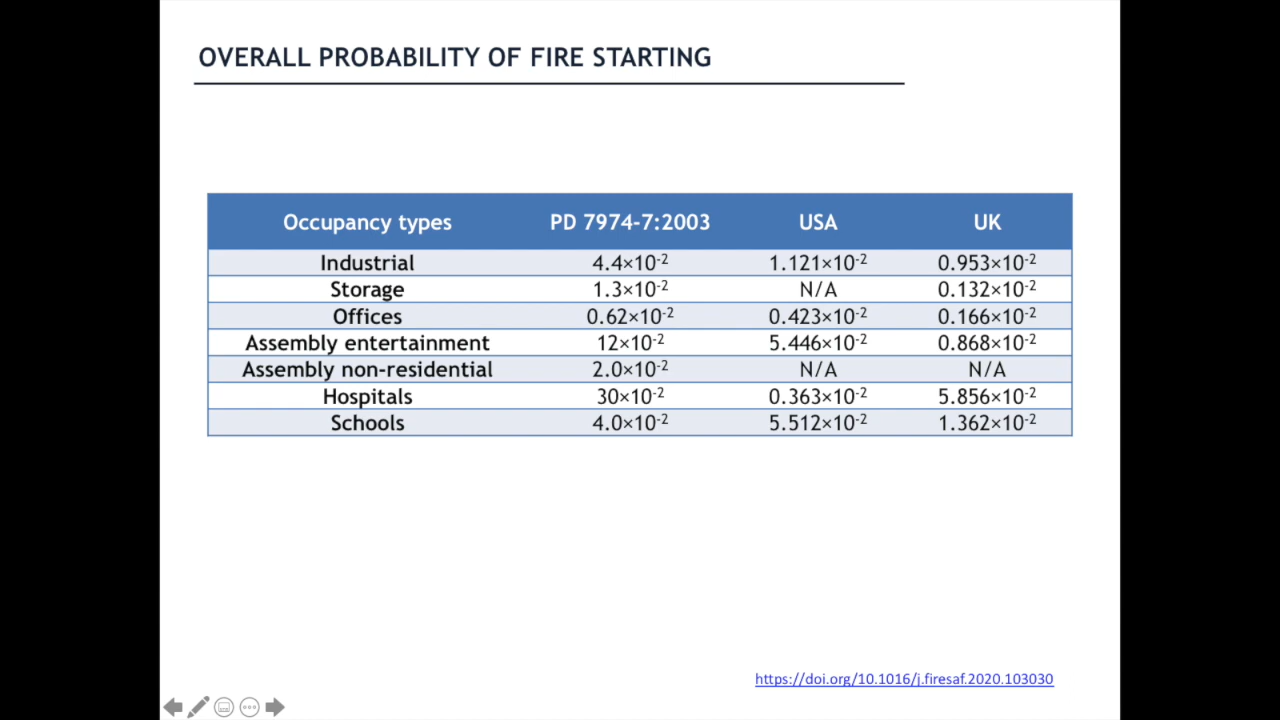 OVERALL PROBABILITY OF FIRE STARTING
Occupancy types PD 7974-7:2003 USA UK
Industrial 4.4×10⁻² 1.121×10⁻² 0.953×10⁻²
Storage 1.3×10⁻² N/A 0.132×10⁻²
Offices 0.62×10⁻² 0.423×10⁻² 0.166×10⁻²
Assembly entertainment 12×10⁻² 5.446×10⁻² 0.868×10⁻²
Assembly non-residential 2.0×10⁻² N/A N/A
Hospitals 30×10⁻² 0.363×10⁻² 5.856×10⁻²
Schools 4.0×10⁻² 5.512×10⁻² 1.362×10⁻²
https://doi.org/10.1016/j.firesaf.2020.103030